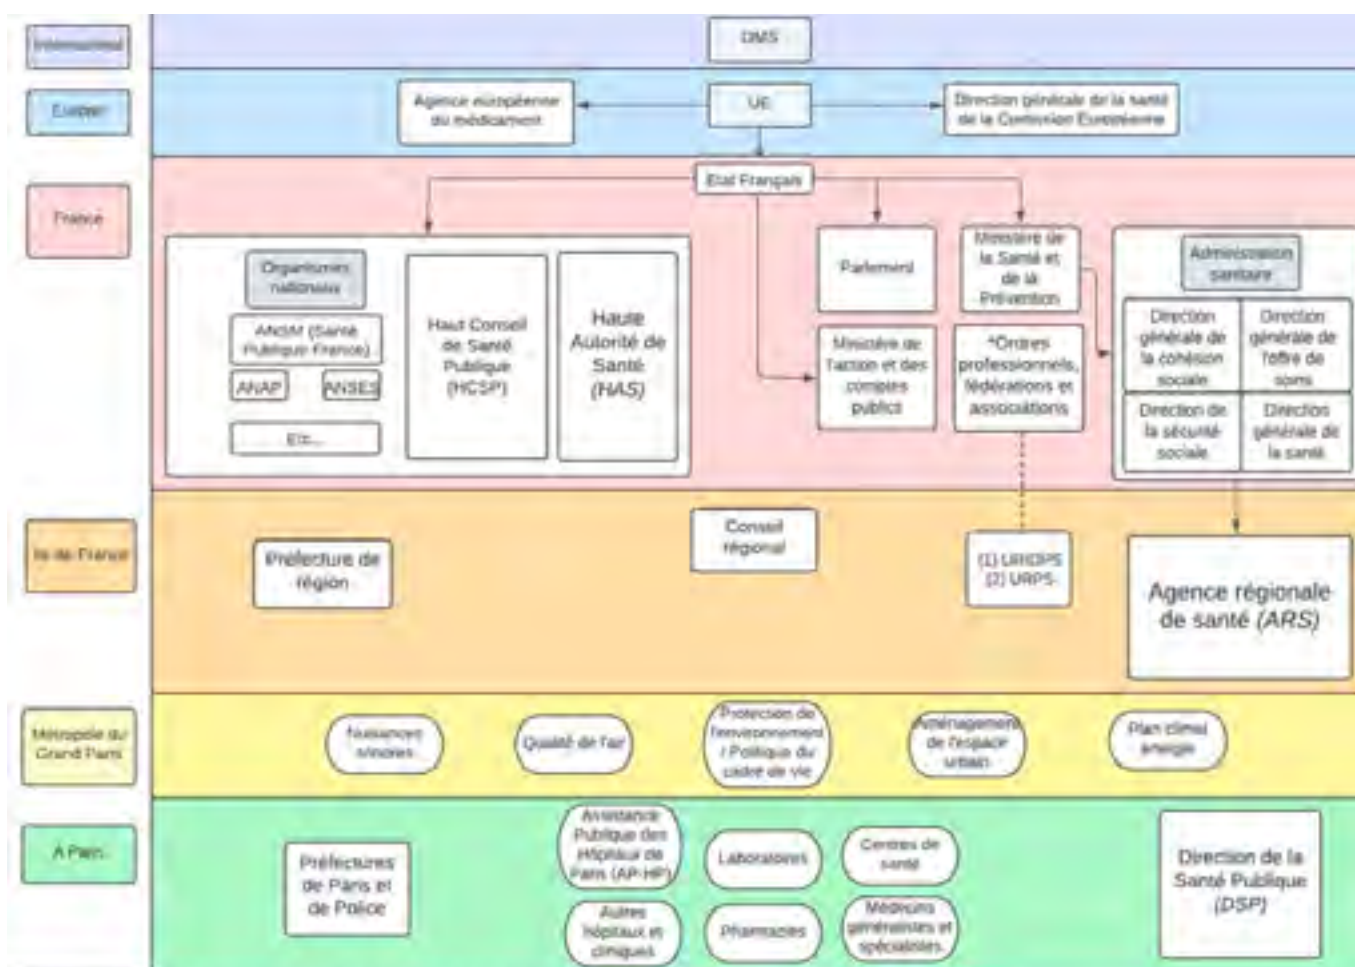 International
OMS
Europe
Agence européenne
du médicament
UE
Direction générale de la santé
de la Commission Européenne
Etat Français
France
Organismes
nationaux
ANSM (Santé
Publique France)
ANAP
ANSES
Etc...
Haut Conseil
de Santé
Publique
(HCSP)
Haute
Autorité de
Santé
(HAS)
Parlement
Ministère de
l'action et des
comptes
publics
Ministère de
la Santé et
de la
Prévention
*Ordres
professionnels,
fédérations et
associations
Administration
sanitaire
Direction
générale de
la cohésion
sociale
Direction
générale de
l'offre de
soins
Direction de
la sécurité
sociale
Direction
générale de
la santé
Ile de France
Préfecture de
région
Conseil
régional
(1) URIOPS
(2) URPS
Agence régionale
de santé (ARS)
Métropole du
Grand Paris
Nuisances
sonores
Qualité de l'air
Protection de
l'environnement
/ Politique du
cadre de vie
Aménagement
de l'espace
urbain
Plan climat
énergie
A Paris
Préfectures
de Paris et
de Police
Assistance
Publique des
Hôpitaux de
Paris (AP-HP)
Laboratoires
Centres de
santé
Autres
hôpitaux et
cliniques
Pharmacies
Médecins
généralistes et
spécialistes
Direction de la
Santé Publique
(DSP)